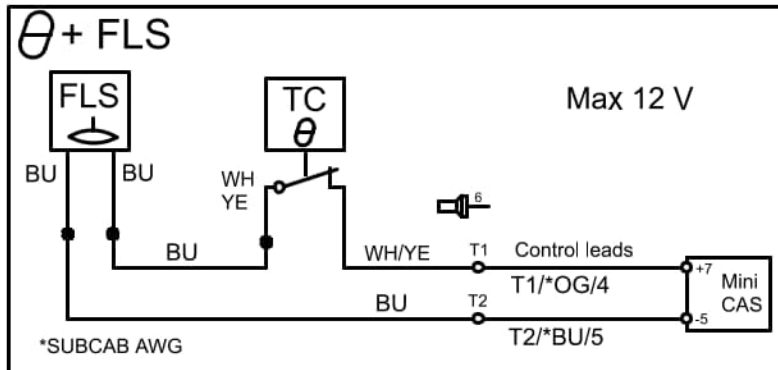 θ + FLS
FLS
TC
θ
Max 12 V
BU
BU
WH
YE
6
BU
WH/YE
T1
Control leads
+7
T1/*OG/4
Mini
CAS
BU
T2
-5
T2/*BU/5
*SUBCAB AWG